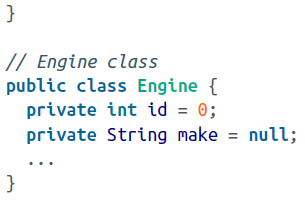 }
// Engine class
public class Engine {
  private int id = 0;
  private String make = null;
  ...
}